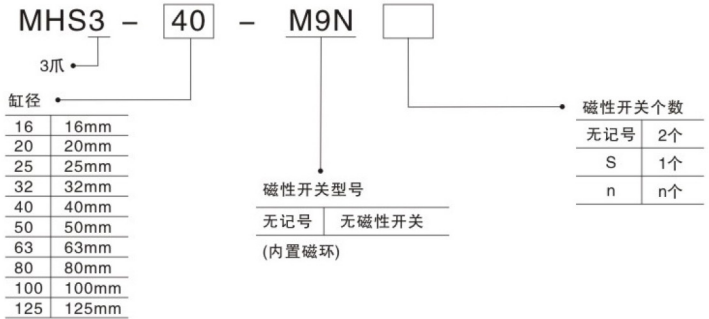 MHS3 - 40 - M9N
3爪
缸径
16 16mm
20 20mm
25 25mm
32 32mm
40 40mm
50 50mm
63 63mm
80 80mm
100 100mm
125 125mm
磁性开关型号
无记号 无磁性开关
(内置磁环)
磁性开关个数
无记号 2个
S 1个
n n个